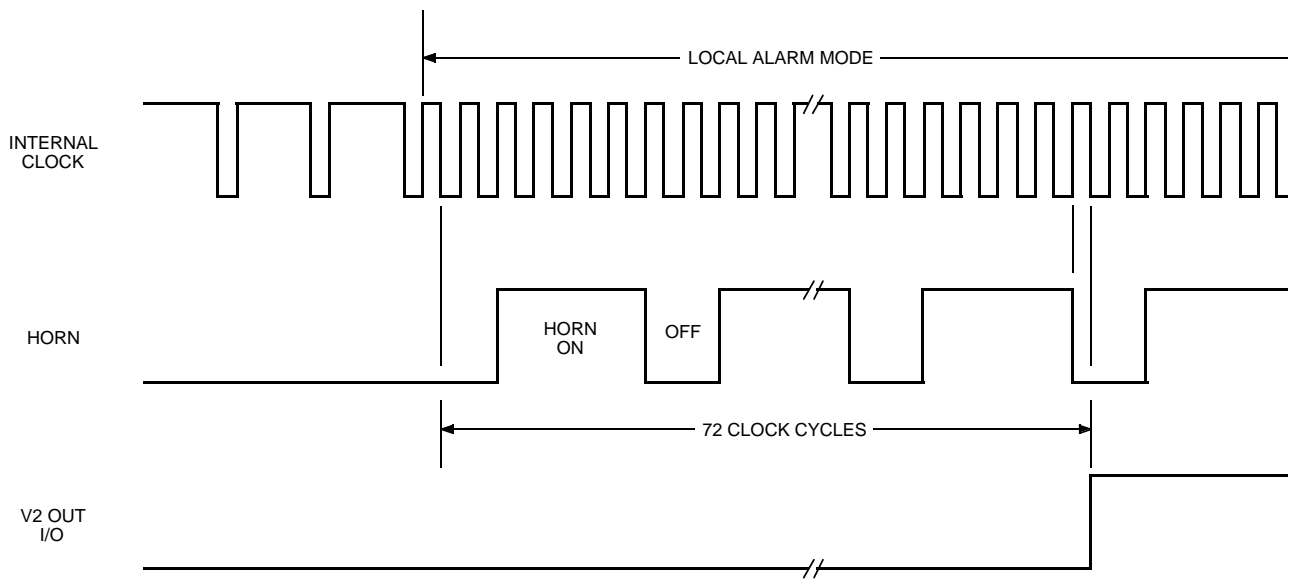 LOCAL ALARM MODE
INTERNAL
CLOCK
HORN
HORN
ON
OFF
72 CLOCK CYCLES
V2 OUT
I/O